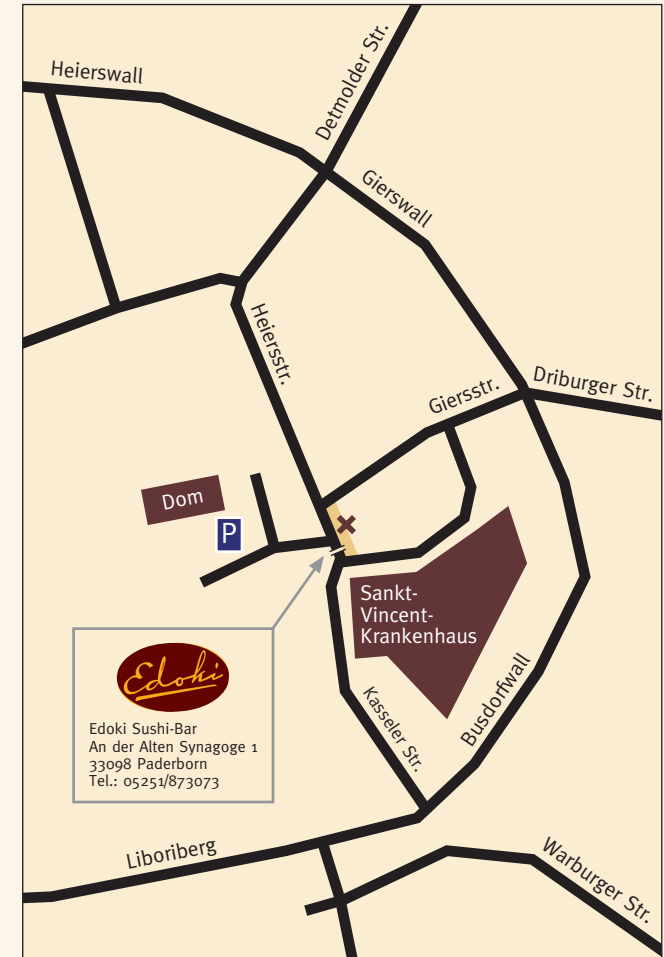 Heierswall
Detmolder Str.
Gierswall
Heiersstr.
Driburger Str.
Giersstr.
Dom
P
Sankt-
Vincent-
Krankenhaus
Edoki
Edoki Sushi-Bar
An der Alten Synagoge 1
33098 Paderborn
Tel.: 05251/873073
Kasseler Str.
Busdorfwall
Liboriberg
Warburger Str.